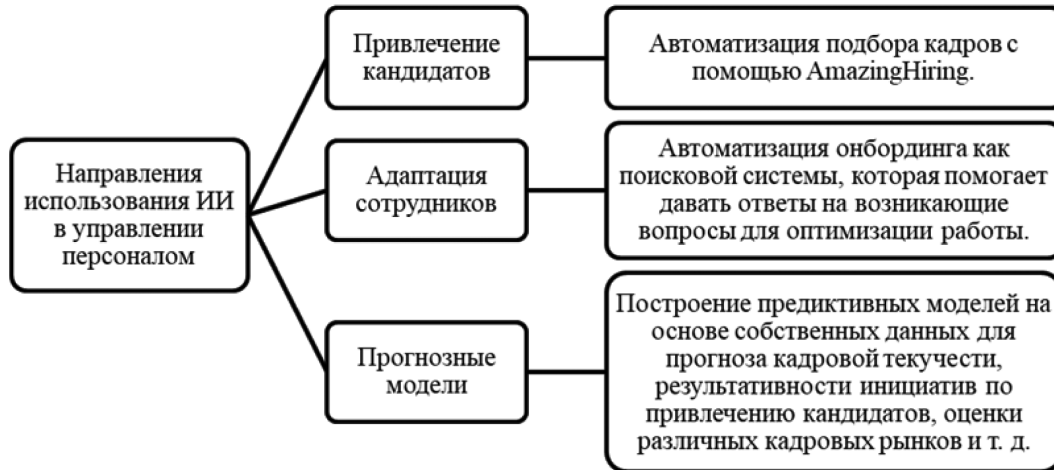 Направления
использования ИИ
в управлении
персоналом
Привлечение
кандидатов
Автоматизация подбора кадров с
помощью AmazingHiring.
Адаптация
сотрудников
Автоматизация онбординга как
поисковой системы, которая помогает
давать ответы на возникающие
вопросы для оптимизации работы.
Прогнозные
модели
Построение предиктивных моделей на
основе собственных данных для
прогноза кадровой текучести,
результативности инициатив по
привлечению кандидатов, оценки
различных кадровых рынков и т. д.